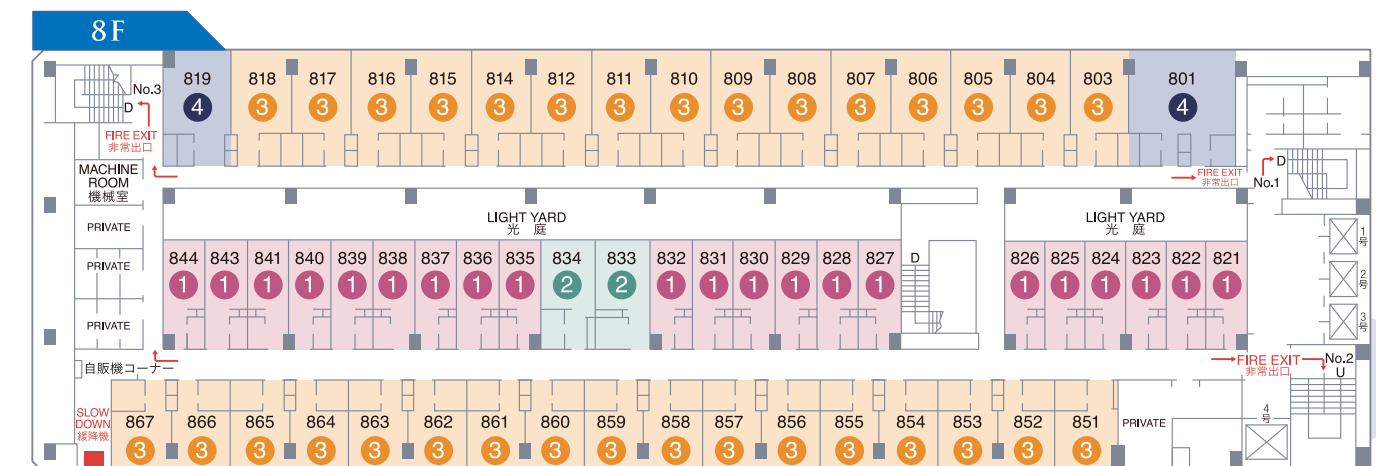 8F
819 818 817 816 815 814 812 811 810 809 808 807 806 805 804 803 801
4 3 3 3 3 3 3 3 3 3 3 3 3 3 3 3 4
No.3
D
FIRE EXIT
非常出口
MACHINE
ROOM
機械室
FIRE EXIT
非常出口
D
No.1
PRIVATE
LIGHT YARD
光 庭
LIGHT YARD
光 庭
1号
PRIVATE
844 843 841 840 839 838 837 836 835 834 833 832 831 830 829 828 827
1 1 1 1 1 1 1 1 1 2 2 1 1 1 1 1 1
D
826 825 824 823 822 821
1 1 1 1 1 1
2号
PRIVATE
3号
自販機コーナー
FIRE EXIT
非常出口
No.2
U
SLOW
DOWN
緩降機
867 866 865 864 863 862 861 860 859 858 857 856 855 854 853 852 851
3 3 3 3 3 3 3 3 3 3 3 3 3 3 3 3 3
PRIVATE
4号